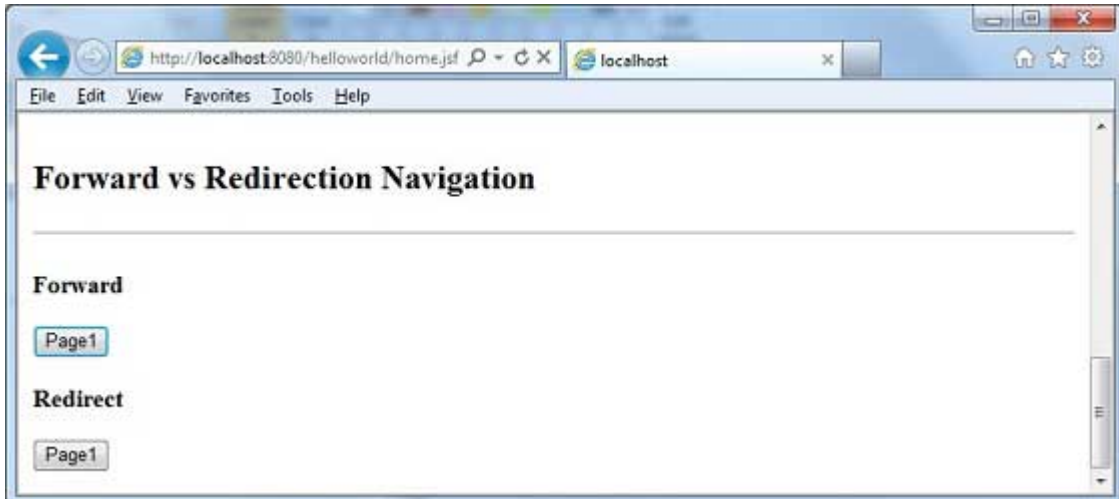 http://localhost:8080/helloworld/home.jsf
localhost
File Edit View Favorites Tools Help
Forward vs Redirection Navigation
Forward
Page1
Redirect
Page1